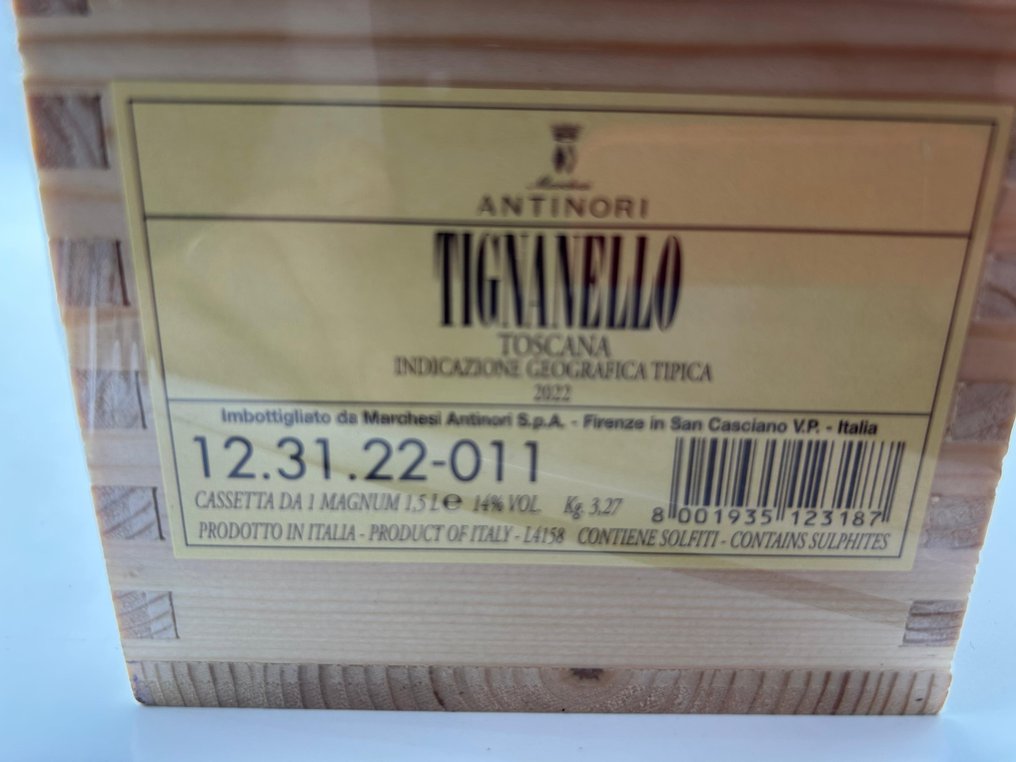 Marchesi
ANTINORI
TIGNANELLO
TOSCANA
INDICAZIONE GEOGRAFICA TIPICA
2022
Imbottigliato da Marchesi Antinori S.p.A. - Firenze in San Casciano V.P. - Italia
12.31.22-011
CASSETTA DA 1 MAGNUM 1,5 L ℮ 14% VOL. Kg. 3,27
8 001935 123187
PRODOTTO IN ITALIA - PRODUCT OF ITALY - L4158 CONTIENE SOLFITI - CONTAINS SULPHITES